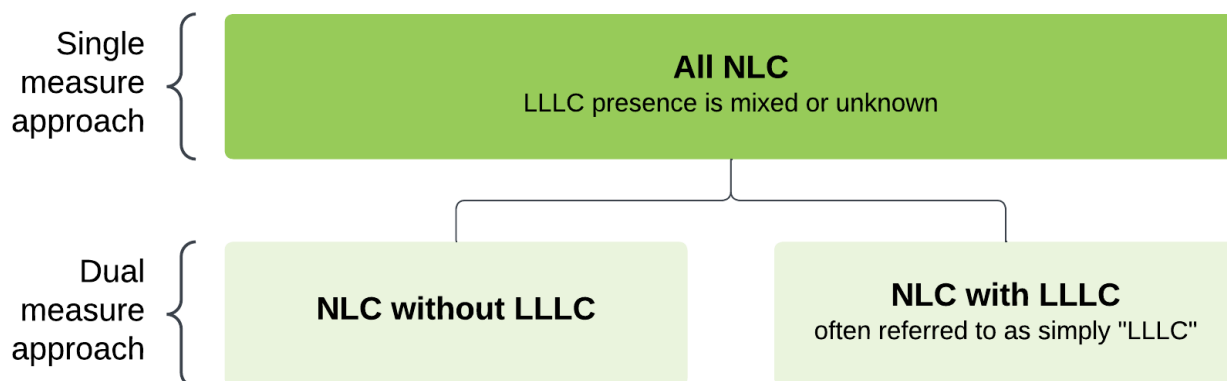 Single
measure
approach
All NLC
LLLC presence is mixed or unknown
Dual
measure
approach
NLC without LLLC
NLC with LLLC
often referred to as simply "LLLC"